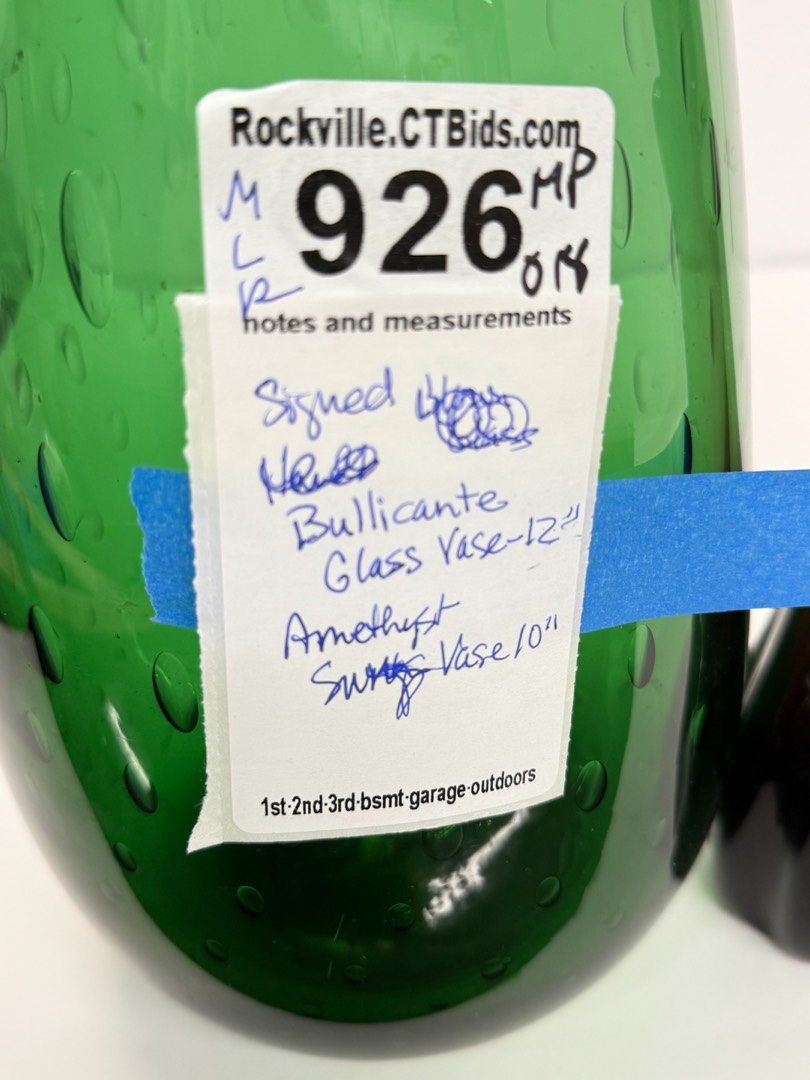 Rockville.CTBids.com
M
L
R
926
MP
notes and measurements
Signed
Bullicante
Glass Vase-12"
Amethyst
Vase 10"
1st·2nd·3rd·bsmt·garage·outdoors